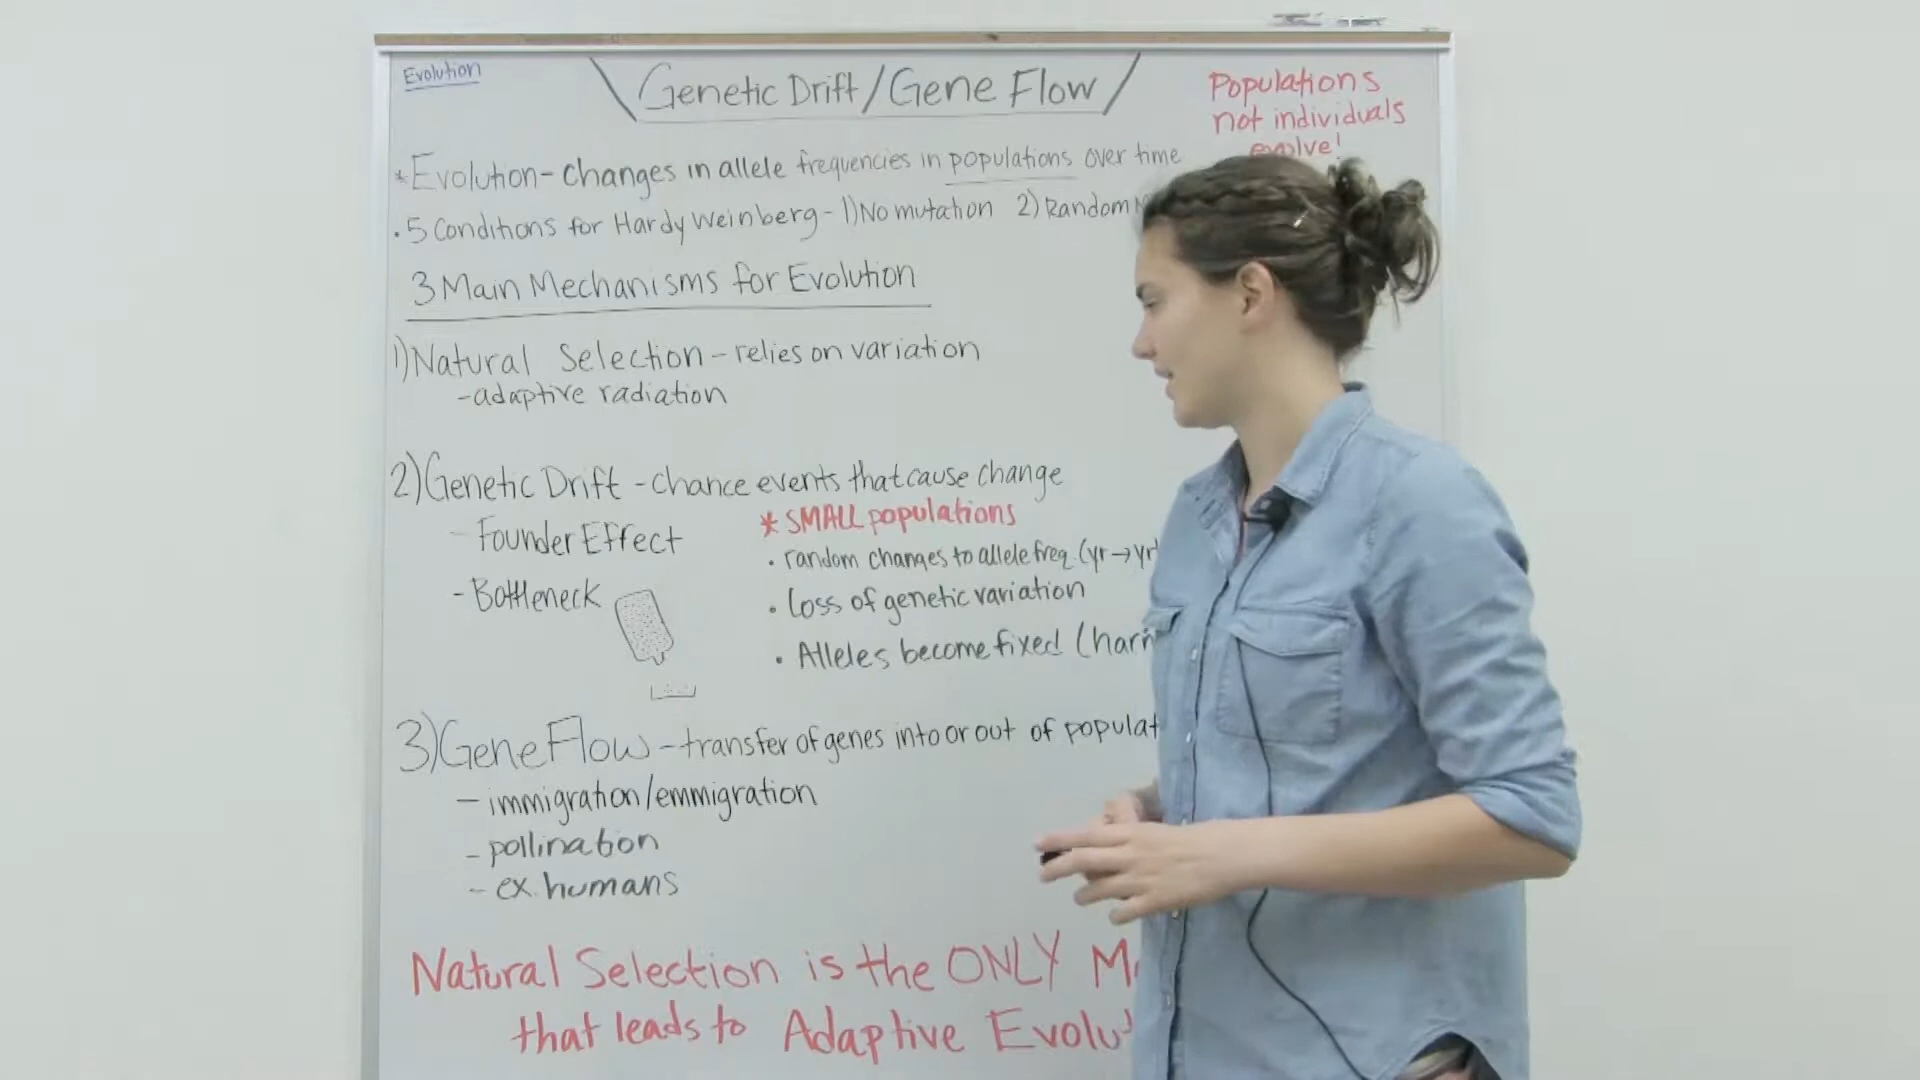 Evolution
Genetic Drift/Gene Flow
Populations
not individuals
evolve!
*Evolution- Changes in allele frequencies in populations over time
.5 Conditions for Hardy Weinberg - 1) No mutation 2) Random
3 Main Mechanisms for Evolution
1) Natural Selection - relies on variation
-adaptive radiation
2) Genetic Drift - chance events that cause change
- Founder Effect
- Bottleneck
* SMALL populations
. random changes to allele freq. (yr→yr)
. Loss of genetic variation
. Alleles become fixed
3) Gene Flow - transfer of genes into or out of
- immigration/emmigration
- pollination
- ex. humans
Natural Selection is the ONLY
that leads to Adaptive